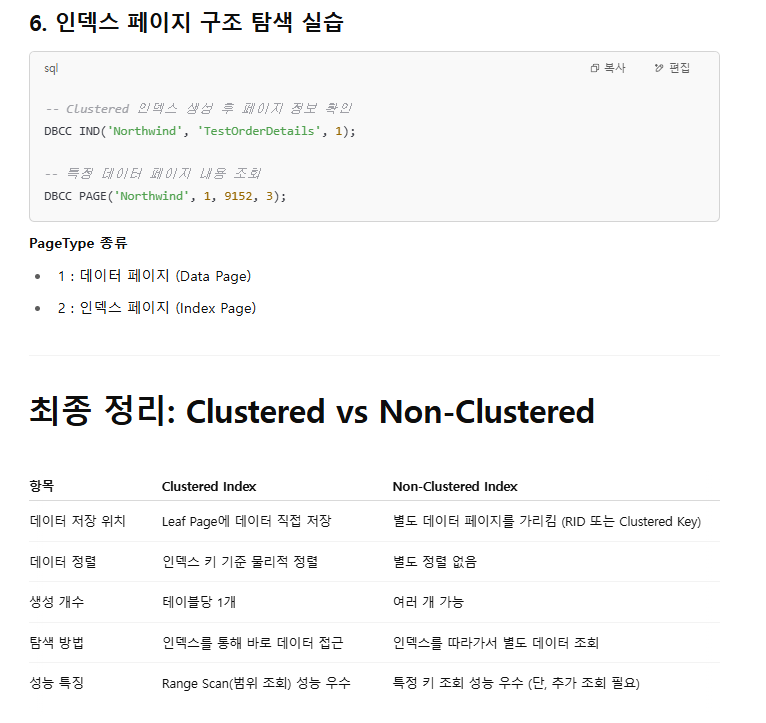 6. 인덱스 페이지 구조 탐색 실습
sql
복사
편집
-- Clustered 인덱스 생성 후 페이지 정보 확인
DBCC IND('Northwind', 'TestOrderDetails', 1);
-- 특정 데이터 페이지 내용 조회
DBCC PAGE('Northwind', 1, 9152, 3);
PageType 종류
• 1 : 데이터 페이지 (Data Page)
• 2 : 인덱스 페이지 (Index Page)
최종 정리: Clustered vs Non-Clustered
항목 Clustered Index Non-Clustered Index
데이터 저장 위치 Leaf Page에 데이터 직접 저장 별도 데이터 페이지를 가리킴 (RID 또는 Clustered Key)
데이터 정렬 인덱스 키 기준 물리적 정렬 별도 정렬 없음
생성 개수 테이블당 1개 여러 개 가능
탐색 방법 인덱스를 통해 바로 데이터 접근 인덱스를 따라가서 별도 데이터 조회
성능 특징 Range Scan(범위 조회) 성능 우수 특정 키 조회 성능 우수 (단, 추가 조회 필요)